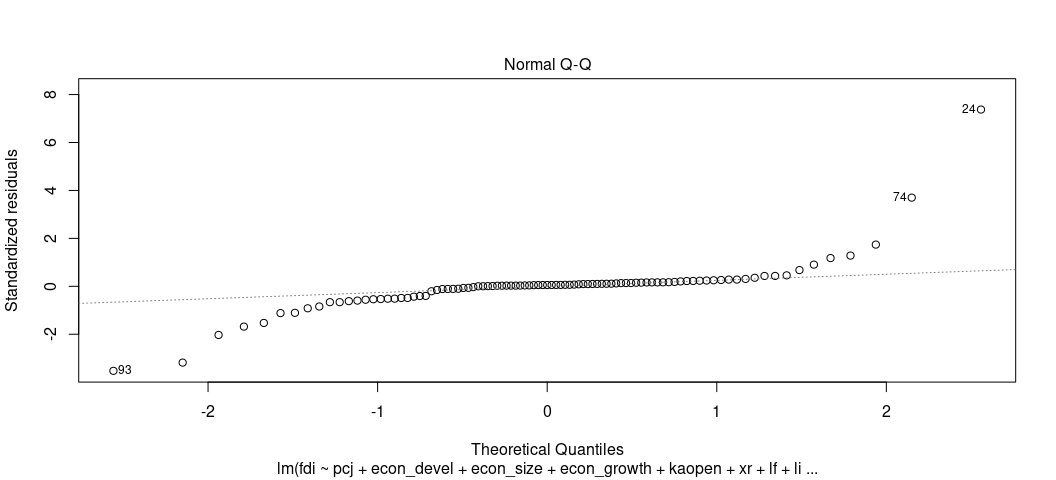 Normal Q-Q
Standardized residuals
8
6
4
2
0
-2
24
74
93
-2 -1 0 1 2
Theoretical Quantiles
lm(fdi ~ pcj + econ_devel + econ_size + econ_growth + kaopen + xr + lf + li ...